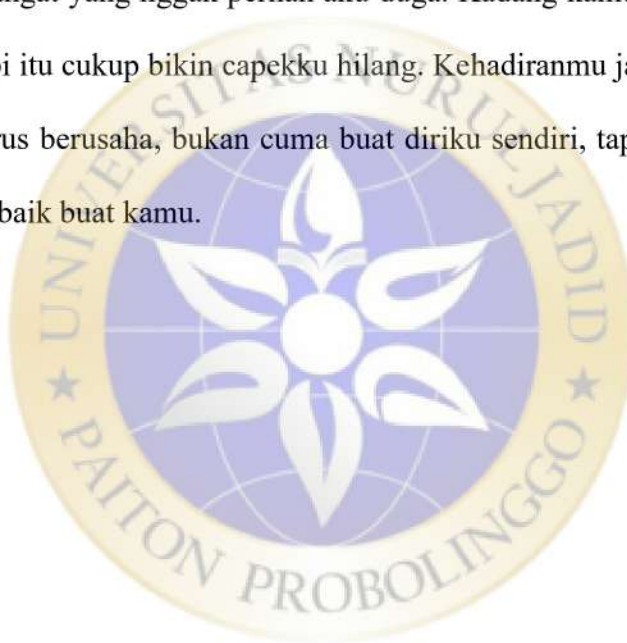 yang nggak pernah aku duga. Kadang
itu cukup bikin capekku hilang. Kehadiranmu
berusaha, bukan cuma buat diriku sendiri,
baik buat kamu.
UNIVERSITAS NURUL JADID
PAITON PROBOLINGGO